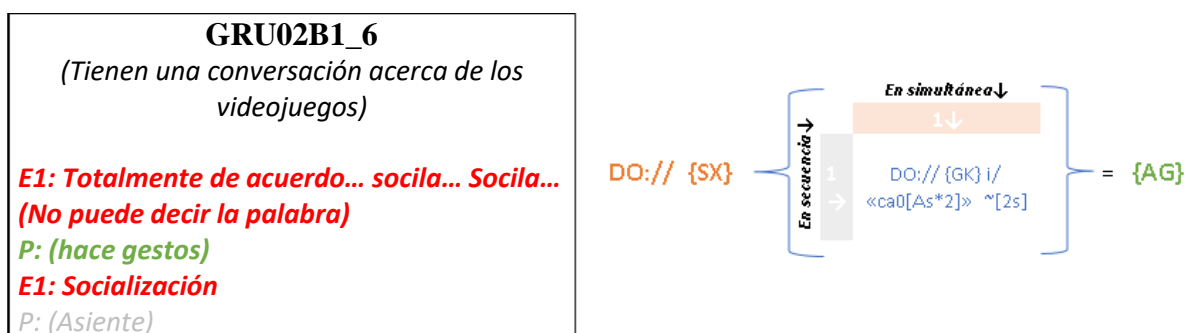 GRU02B1_6
(Tienen una conversación acerca de los
videojuegos)
E1: Totalmente de acuerdo… socila… Socila…
(No puede decir la palabra)
P: (hace gestos)
E1: Socialización
P: (Asiente)
DO:// {SX}
En secuencia →
En simultánea↓
1↓
1
→
DO:// {GK} i/
«ca0[As*2]» ~[2s]
= {AG}